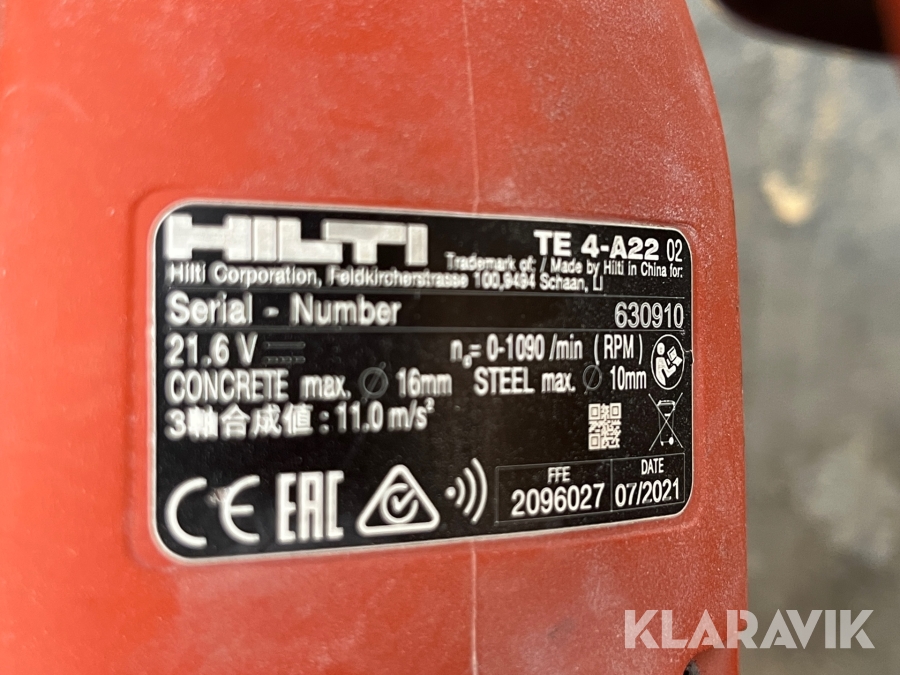 HILTI TE 4-A22 02
Trademark of: / Made by Hilti in China for:
Hilti Corporation, Feldkircherstrasse 100,9494 Schaan, LI
Serial - Number 630910
21.6 V n₀= 0-1090 /min (RPM)
CONCRETE max. ∅ 16mm STEEL max. ∅ 10mm
3軸合成値 : 11.0 m/s²
CE EAC
FFE
2096027
DATE
07/2021
KLARAVIK